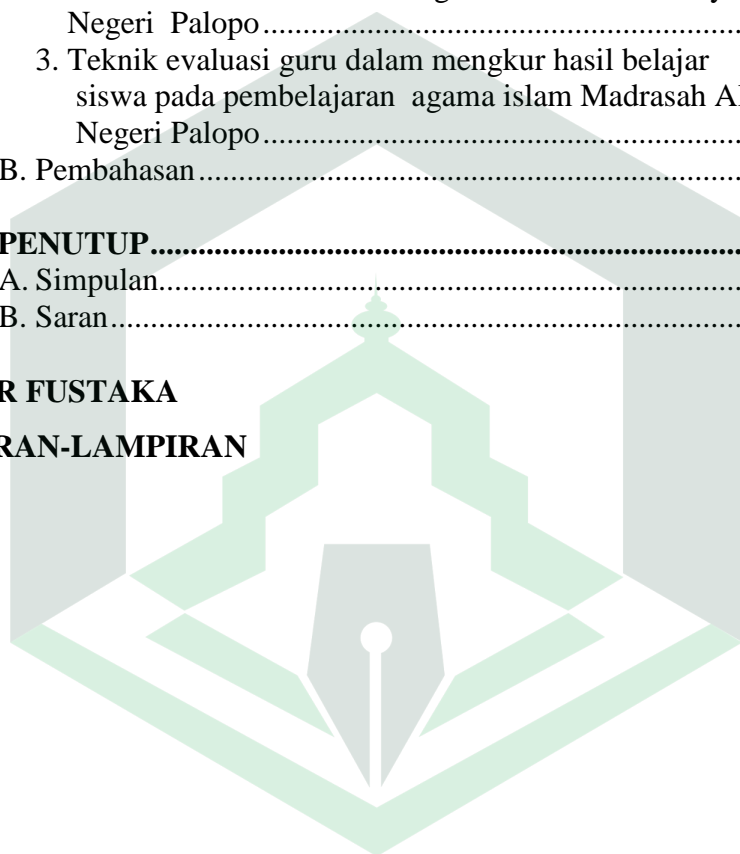 Negeri Palopo......................................................................
3. Teknik evaluasi guru dalam mengkur hasil belajar
siswa pada pembelajaran agama islam Madrasah Al
Negeri Palopo......................................................................
B. Pembahasan..............................................................................
PENUTUP....................................................................................
A. Simpulan...................................................................................
B. Saran.........................................................................................
R FUSTAKA
RAN-LAMPIRAN